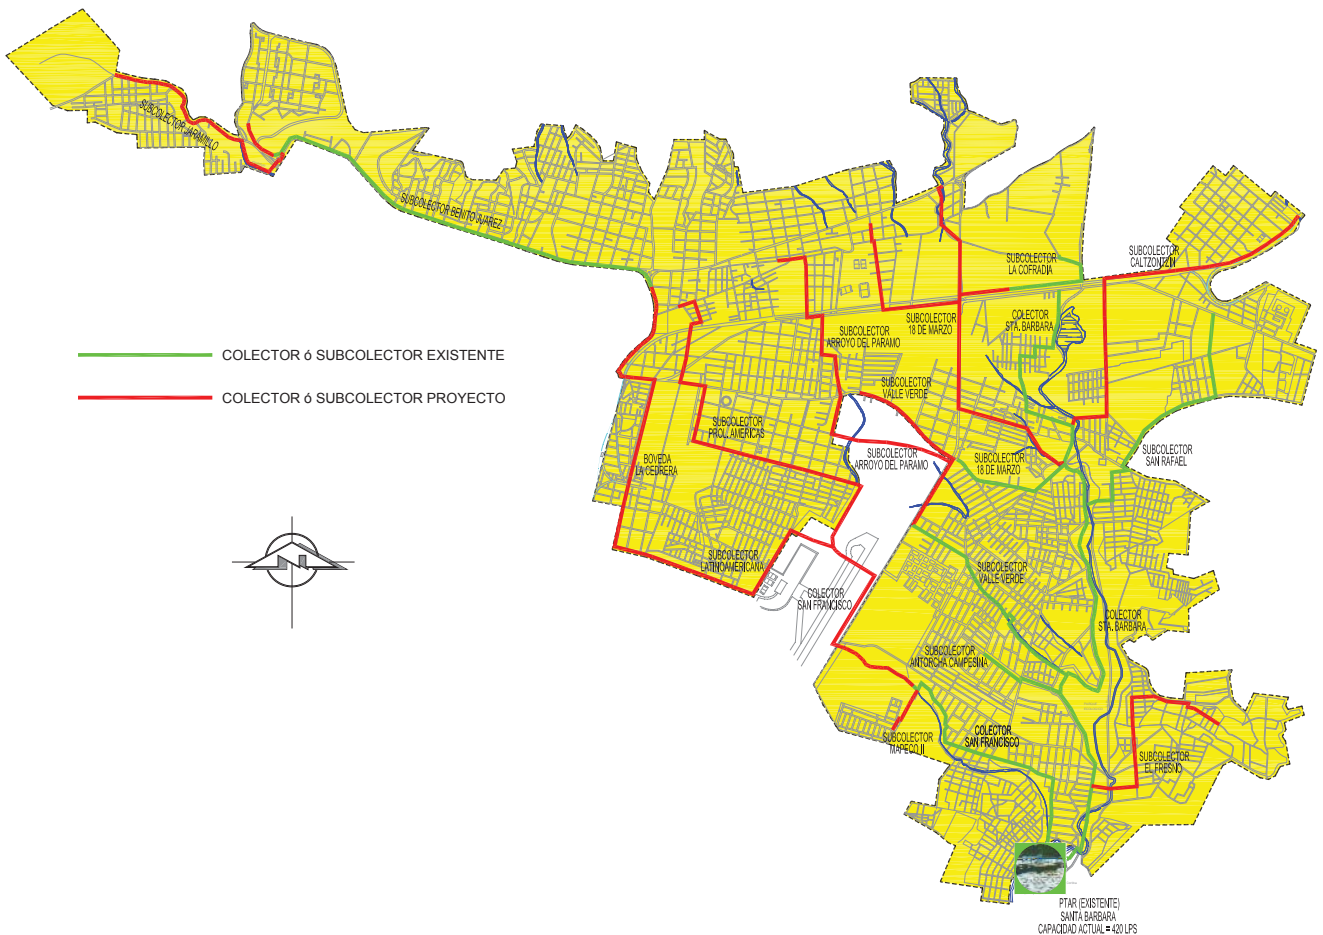 SUBCOLECTOR JARAMILLO
SUBCOLECTOR BENITO JUAREZ
SUBCOLECTOR
CALTZONTZIN
SUBCOLECTOR
LA COFRADIA
SUBCOLECTOR
18 DE MARZO
COLECTOR
STA. BARBARA
SUBCOLECTOR
ARROYO DEL PARAMO
COLECTOR ó SUBCOLECTOR EXISTENTE
COLECTOR ó SUBCOLECTOR PROYECTO
SUBCOLECTOR
VALLE VERDE
SUBCOLECTOR
PROL. AMERICAS
SUBCOLECTOR
ARROYO DEL PARAMO
SUBCOLECTOR
18 DE MARZO
SUBCOLECTOR
SAN RAFAEL
BOVEDA
LA CEDRERA
N
SUBCOLECTOR
LATINOAMERICANA
SUBCOLECTOR
VALLE VERDE
COLECTOR
SAN FRANCISCO
COLECTOR
STA. BARBARA
SUBCOLECTOR
ANTORCHA CAMPESINA
SUBCOLECTOR
MAPECO II
COLECTOR
SAN FRANCISCO
SUBCOLECTOR
EL FRESNO
PTAR (EXISTENTE)
SANTA BARBARA
CAPACIDAD ACTUAL = 420 LPS